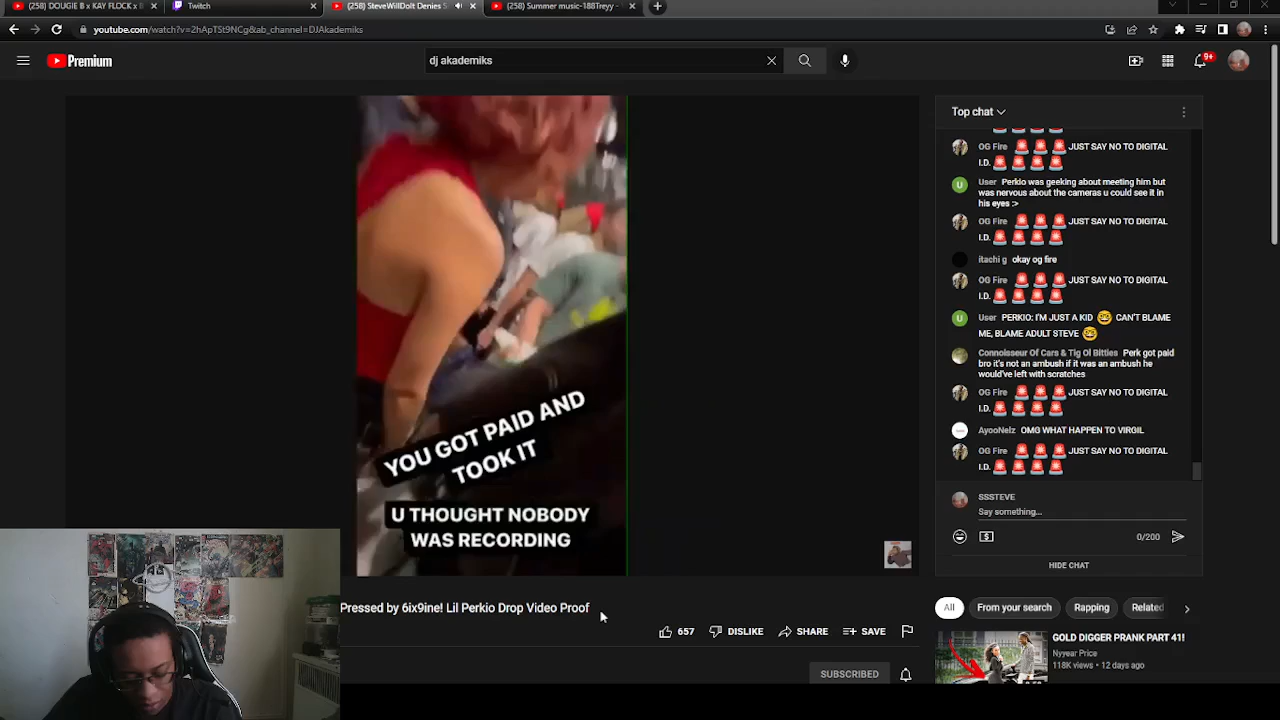 (258) DOUGIE B x KAY FLOCK x B
Twitch
(258) SteveWillDoIt Denies S
(258) Summer music-188Treyy -
youtube.com/watch?v=2hApTSt9NCg&ab_channel=DJAkademiks
Premium
dj akademiks
9+
YOU GOT PAID AND
TOOK IT
U THOUGHT NOBODY
WAS RECORDING
Pressed by 6ix9ine! Lil Perkio Drop Video Proof
657
DISLIKE
SHARE
SAVE
SUBSCRIBED
Top chat
OG Fire 🚨🚨🚨 JUST SAY NO TO DIGITAL
I.D. 🚨🚨🚨🚨
User Perkio was geeking about meeting him but
was nervous about the cameras u could see it in
his eyes :>
OG Fire 🚨🚨🚨 JUST SAY NO TO DIGITAL
I.D. 🚨🚨🚨🚨
itachi g okay og fire
OG Fire 🚨🚨🚨 JUST SAY NO TO DIGITAL
I.D. 🚨🚨🚨🚨
User PERKIO: I'M JUST A KID 🤓 CAN'T BLAME
ME, BLAME ADULT STEVE 🤓
Connoisseur Of Cars & Tig Ol Bitties Perk got paid
bro it's not an ambush if it was an ambush he
would've left with scratches
OG Fire 🚨🚨🚨 JUST SAY NO TO DIGITAL
I.D. 🚨🚨🚨🚨
AyooNelz OMG WHAT HAPPEN TO VIRGIL
OG Fire 🚨🚨🚨 JUST SAY NO TO DIGITAL
I.D. 🚨🚨🚨🚨
SSSTEVE
Say something...
0/200
HIDE CHAT
All
From your search
Rapping
Related
GOLD DIGGER PRANK PART 41!
Nyyear Price
118K views • 12 days ago